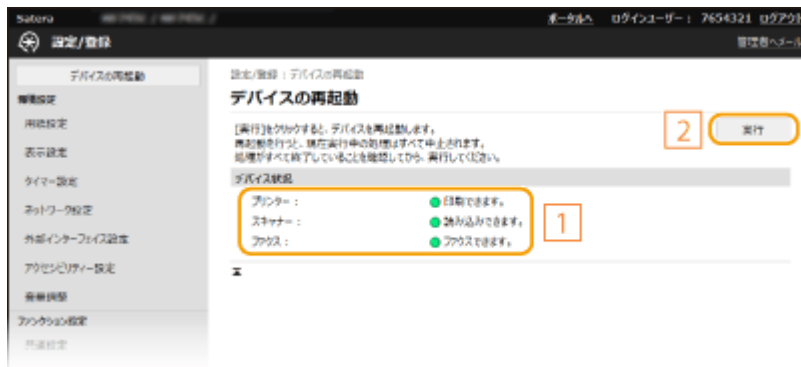 Satera
ポータルへ ログインユーザー： 7654321 ログアウト
設定/登録
管理者へメール
デバイスの再起動
設定/登録：デバイスの再起動
環境設定
デバイスの再起動
用紙設定
[実行]をクリックすると、デバイスを再起動します。
再起動を行うと、現在実行中の処理はすべて中止されます。
処理がすべて終了していることを確認してから、実行してください。
2
実行
表示設定
タイマー設定
デバイス状況
ネットワーク設定
プリンター： 印刷できます。
スキャナー： 読み込みできます。
ファクス： ファクスできます。
1
外部インターフェイス設定
アクセシビリティー設定
音量調整
ファンクション設定
共通設定